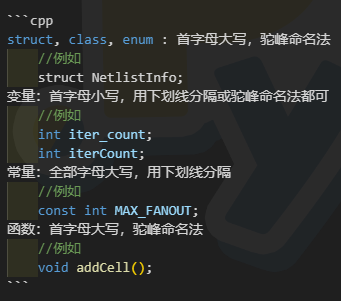 ```cpp
struct, class, enum : 首字母大写, 驼峰命名法
//例如
struct NetlistInfo;
变量: 首字母小写, 用下划线分隔或驼峰命名法都可
//例如
int iter_count;
int iterCount;
常量: 全部字母大写, 用下划线分隔
//例如
const int MAX_FANOUT;
函数: 首字母大写, 驼峰命名法
//例如
void addCell();
```